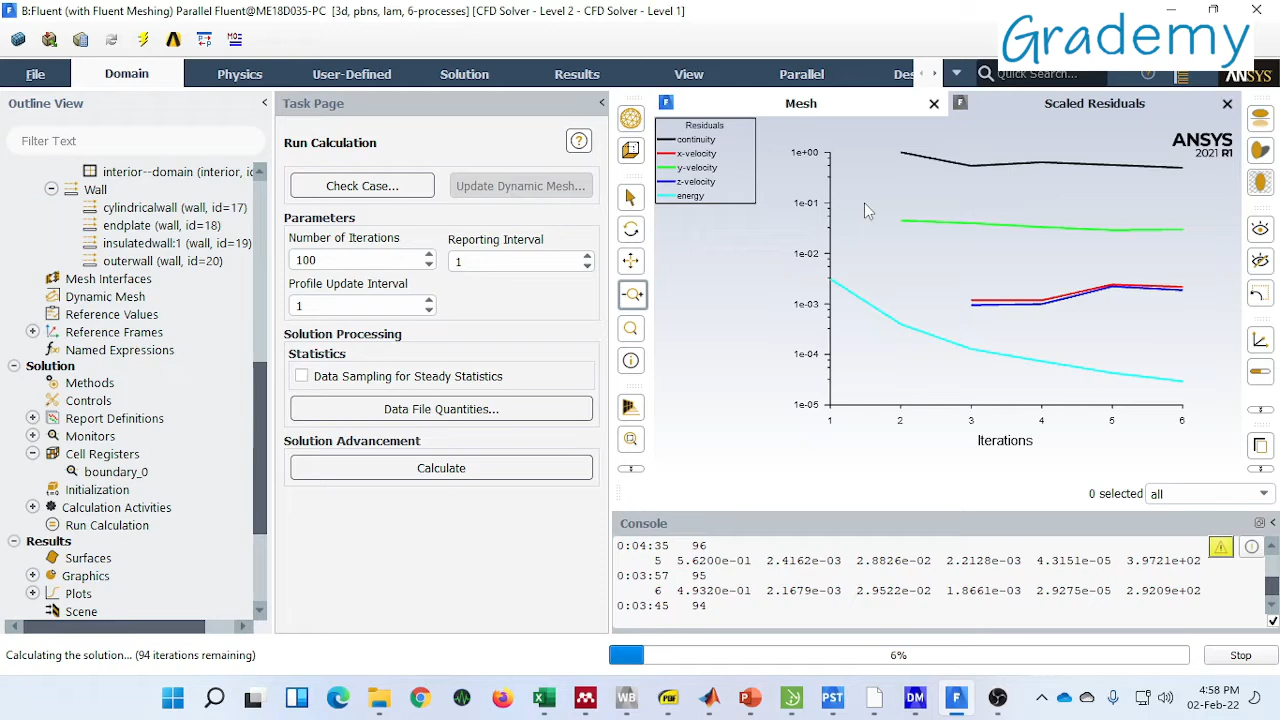 B:Fluent (with Fluent Meshing) Parallel Fluent@ME18D035-PC [3d, pbns, lam, 6-processes] [CFD Solver - Level 2 - CFD Solver - Level 1]
Grademy
File
Domain
Physics
User-Defined
Solution
Results
View
Parallel
Quick Search...
ANSYS
Outline View
Filter Text
interior--domain (interior, i
Wall
cylindricalwall (wall, id=17)
endplate (wall, id=18)
insulatedwall:1 (wall, id=19)
outerwall (wall, id=20)
Mesh Interfaces
Dynamic Mesh
Reference Values
Reference Frames
Named Expressions
Solution
Methods
Controls
Report Definitions
Monitors
Cell Registers
boundary_0
Initialization
Calculation Activities
Run Calculation
Results
Surfaces
Graphics
Plots
Scene
Task Page
Run Calculation
?
Check Case...
Update Dynamic Mesh...
Parameters
Number of Iterations
100
Reporting Interval
1
Profile Update Interval
1
Solution Processing
Statistics
Data Sampling for Steady Statistics
Data File Quantities...
Solution Advancement
Calculate
Mesh
Scaled Residuals
Residuals
continuity
x-velocity
y-velocity
z-velocity
energy
ANSYS
2021 R1
1e+00
1e-01
1e-02
1e-03
1e-04
1e-05
1 2 3 4 5 6
Iterations
0 selected all
Console
0:04:35 96
5 5.6200e-01 2.4162e-03 2.8826e-02 2.2128e-03 4.3151e-05 3.9721e+02
0:03:57 95
6 4.9320e-01 2.1679e-03 2.9522e-02 1.8661e-03 2.9275e-05 2.9209e+02
0:03:45 94
Calculating the solution... (94 iterations remaining)
6%
Stop
WB
PDF
PST
DM
F
4:58 PM
02-Feb-22